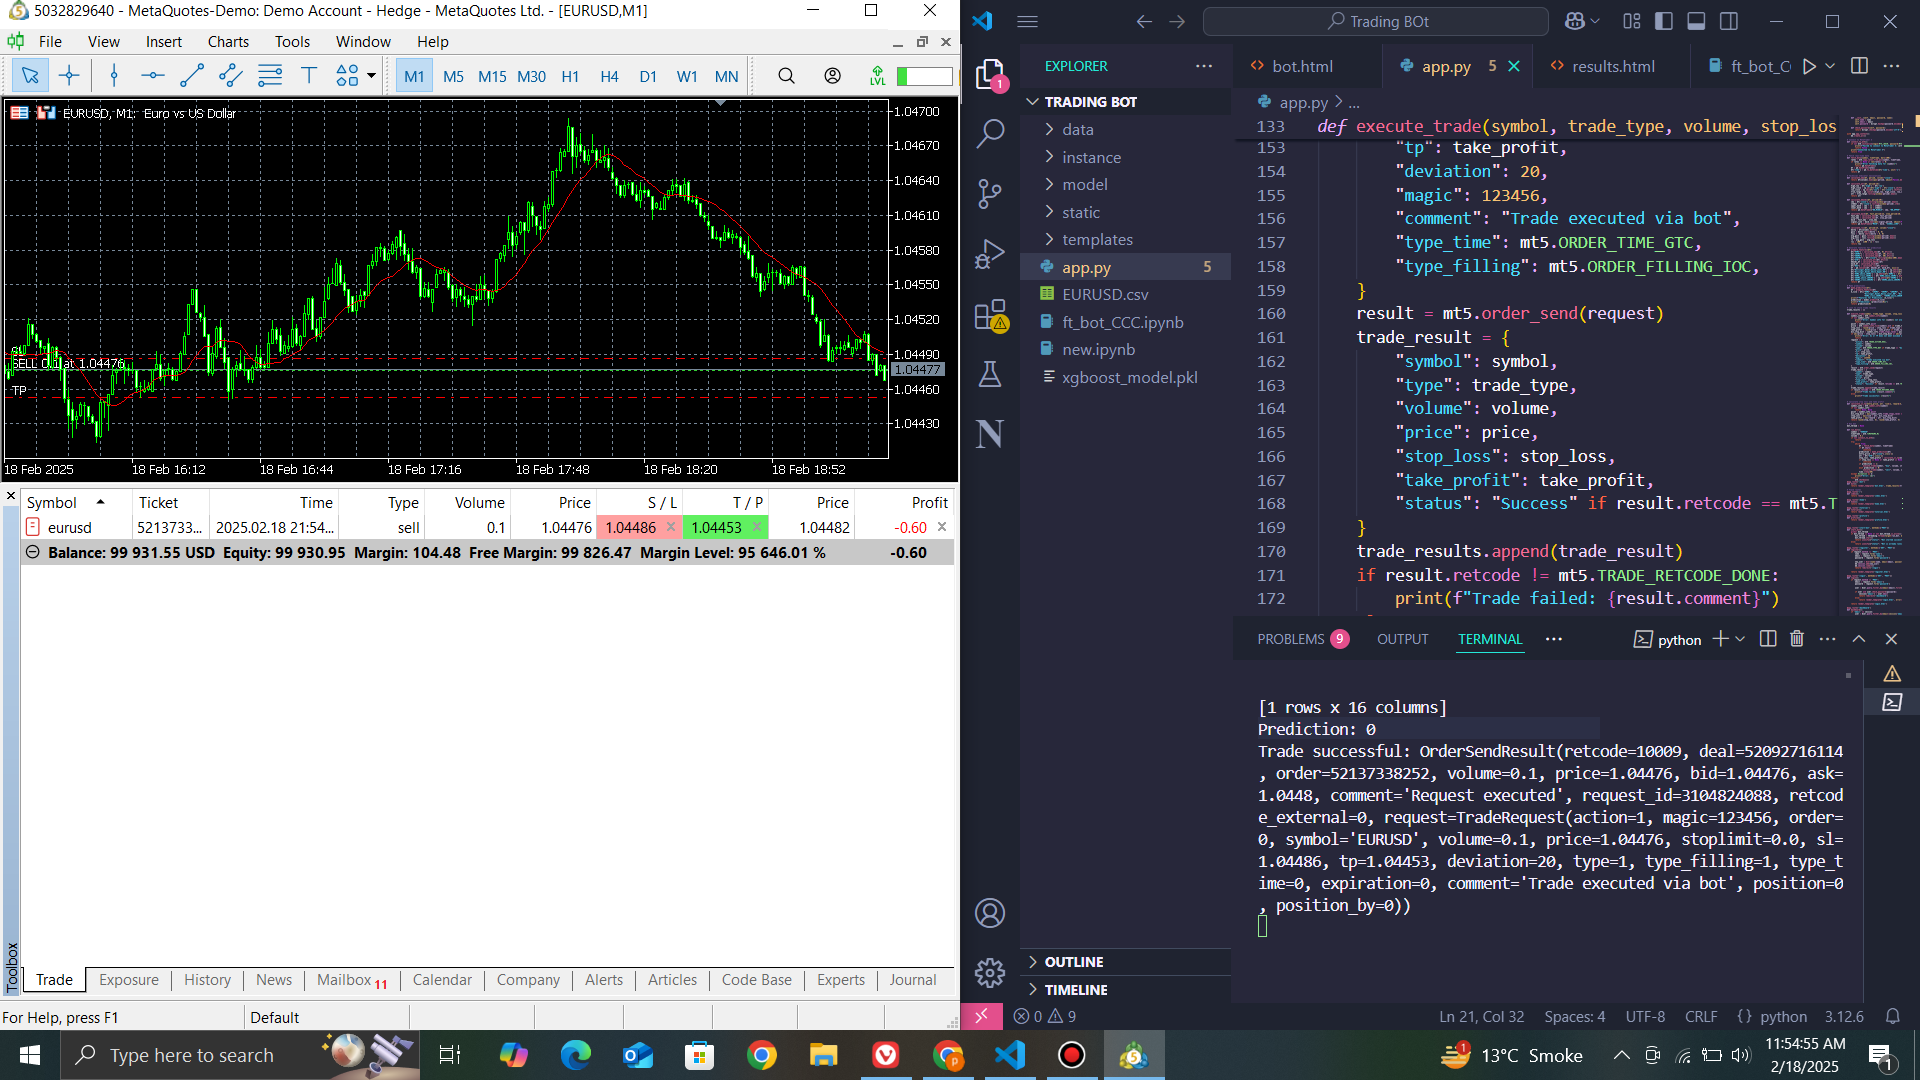 5032829640 - MetaQuotes-Demo: Demo Account - Hedge - MetaQuotes Ltd. - [EURUSD,M1]
File View Insert Charts Tools Window Help
M1 M5 M15 M30 H1 H4 D1 W1 MN
LVL
EURUSD, M1: Euro vs US Dollar
1.04700
1.04670
1.04640
1.04610
1.04580
1.04550
1.04520
1.04490
1.04477
1.04460
1.04430
SELL 0.1 at 1.04476
TP
18 Feb 2025 18 Feb 16:12 18 Feb 16:44 18 Feb 17:16 18 Feb 17:48 18 Feb 18:20 18 Feb 18:52
Symbol Ticket Time Type Volume Price S / L T / P Price Profit
eurusd 5213733... 2025.02.18 21:54... sell 0.1 1.04476 1.04486 1.04453 1.04482 -0.60
Balance: 99 931.55 USD Equity: 99 930.95 Margin: 104.48 Free Margin: 99 826.47 Margin Level: 95 646.01 % -0.60
Toolbox
Trade Exposure History News Mailbox 11 Calendar Company Alerts Articles Code Base Experts Journal
For Help, press F1 Default
Trading BOt
1
EXPLORER
TRADING BOT
data
instance
model
static
templates
app.py 5
EURUSD.csv
ft_bot_CCC.ipynb
new.ipynb
xgboost_model.pkl
OUTLINE
TIMELINE
bot.html app.py 5 results.html ft_bot_C
app.py > ...
133 def execute_trade(symbol, trade_type, volume, stop_los
153 "tp": take_profit,
154 "deviation": 20,
155 "magic": 123456,
156 "comment": "Trade executed via bot",
157 "type_time": mt5.ORDER_TIME_GTC,
158 "type_filling": mt5.ORDER_FILLING_IOC,
159 }
160 result = mt5.order_send(request)
161 trade_result = {
162 "symbol": symbol,
163 "type": trade_type,
164 "volume": volume,
165 "price": price,
166 "stop_loss": stop_loss,
167 "take_profit": take_profit,
168 "status": "Success" if result.retcode == mt5.T
169 }
170 trade_results.append(trade_result)
171 if result.retcode != mt5.TRADE_RETCODE_DONE:
172 print(f"Trade failed: {result.comment}")
PROBLEMS 9 OUTPUT TERMINAL python
[1 rows x 16 columns]
Prediction: 0
Trade successful: OrderSendResult(retcode=10009, deal=52092716114
, order=52137338252, volume=0.1, price=1.04476, bid=1.04476, ask=
1.0448, comment='Request executed', request_id=3104824088, retcod
e_external=0, request=TradeRequest(action=1, magic=123456, order=
0, symbol='EURUSD', volume=0.1, price=1.04476, stoplimit=0.0, sl=
1.04486, tp=1.04453, deviation=20, type=1, type_filling=1, type_t
ime=0, expiration=0, comment='Trade executed via bot', position=0
, position_by=0))
0 9 Ln 21, Col 32 Spaces: 4 UTF-8 CRLF {} python 3.12.6
Type here to search
1 13°C Smoke
11:54:55 AM
2/18/2025
1